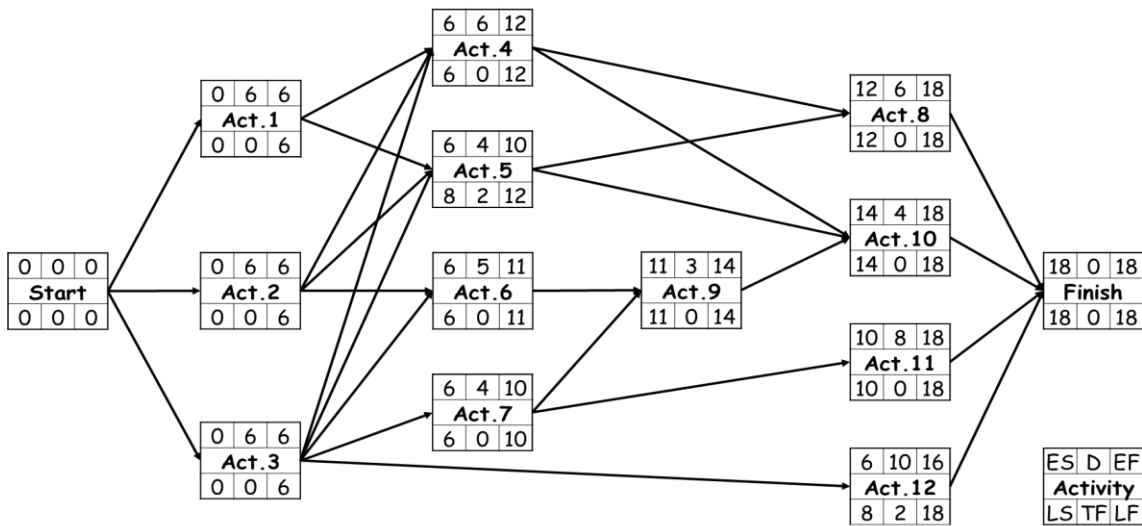 6 6 12
Act.4
6 0 12
0 6 6
Act.1
0 0 6
12 6 18
Act.8
12 0 18
6 4 10
Act.5
8 2 12
14 4 18
Act.10
14 0 18
0 0 0
Start
0 0 0
0 6 6
Act.2
0 0 6
6 5 11
Act.6
6 0 11
11 3 14
Act.9
11 0 14
18 0 18
Finish
18 0 18
10 8 18
Act.11
10 0 18
6 4 10
Act.7
6 0 10
0 6 6
Act.3
0 0 6
6 10 16
Act.12
8 2 18
ES D EF
Activity
LS TF LF